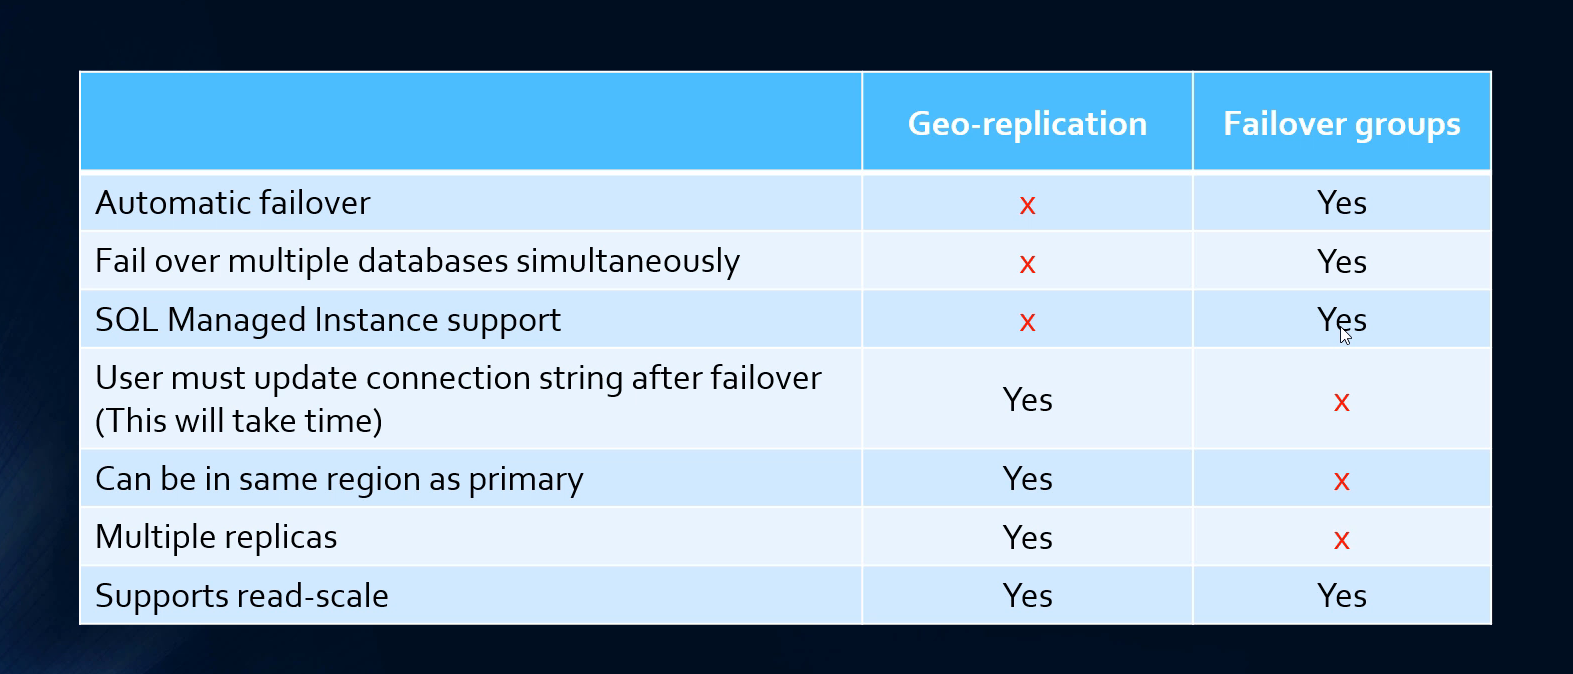 Geo-replication Failover groups
Automatic failover x Yes
Fail over multiple databases simultaneously x Yes
SQL Managed Instance support x Yes
User must update connection string after failover
(This will take time) Yes x
Can be in same region as primary Yes x
Multiple replicas Yes x
Supports read-scale Yes Yes